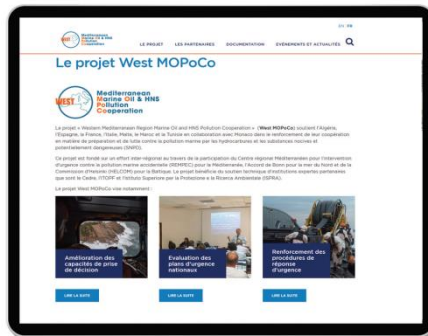 EN FR
WEST MOPoCo
Mediterranean
Marine Oil & HNS
Pollution
Cooperation
LE PROJET LES PARTENAIRES DOCUMENTATION ÉVÉNEMENTS ET ACTUALITÉS
Le projet West MOPoCo
WEST
Mediterranean
Marine Oil & HNS
Pollution
Cooperation
Le projet « Western Mediterranean Region Marine Oil and HNS Pollution Cooperation » (West MOPoCo) soutient l'Algérie,
l'Espagne, la France, l'Italie, Malte, le Maroc et la Tunisie en collaboration avec Monaco dans le renforcement de leur coopération
en matière de préparation et de lutte contre la pollution marine par les hydrocarbures et les substances nocives et
potentiellement dangereuses (SNPD).
Ce projet est fondé sur un effort inter-régional au travers de la participation du Centre régional Méditerranéen pour l'intervention
d'urgence contre la pollution marine accidentelle (REMPEC) pour la Méditerranée, l'Accord de Bonn pour la mer du Nord et de la
Commission d'Helsinki (HELCOM) pour la Baltique. Le projet bénéficie du soutien technique d'institutions expertes partenaires
que sont le Cedre, l'ITOPF et l'Istituto Superiore per la Protezione e la Ricerca Ambientale (ISPRA).
Le projet West MOPoCo vise notamment :
Amélioration des
capacités de prise
de décision
Evaluation des
plans d'urgence
nationaux
Renforcement des
procédures de
réponse
d'urgence
LIRE LA SUITE
LIRE LA SUITE
LIRE LA SUITE